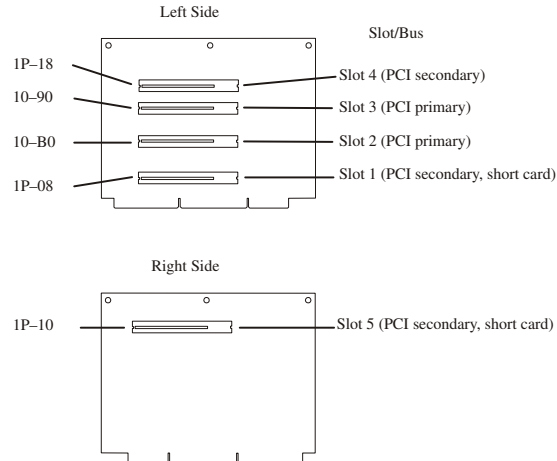 Left Side
Slot/Bus
1P–18
Slot 4 (PCI secondary)
10–90
Slot 3 (PCI primary)
10–B0
Slot 2 (PCI primary)
1P–08
Slot 1 (PCI secondary, short card)
Right Side
1P–10
Slot 5 (PCI secondary, short card)